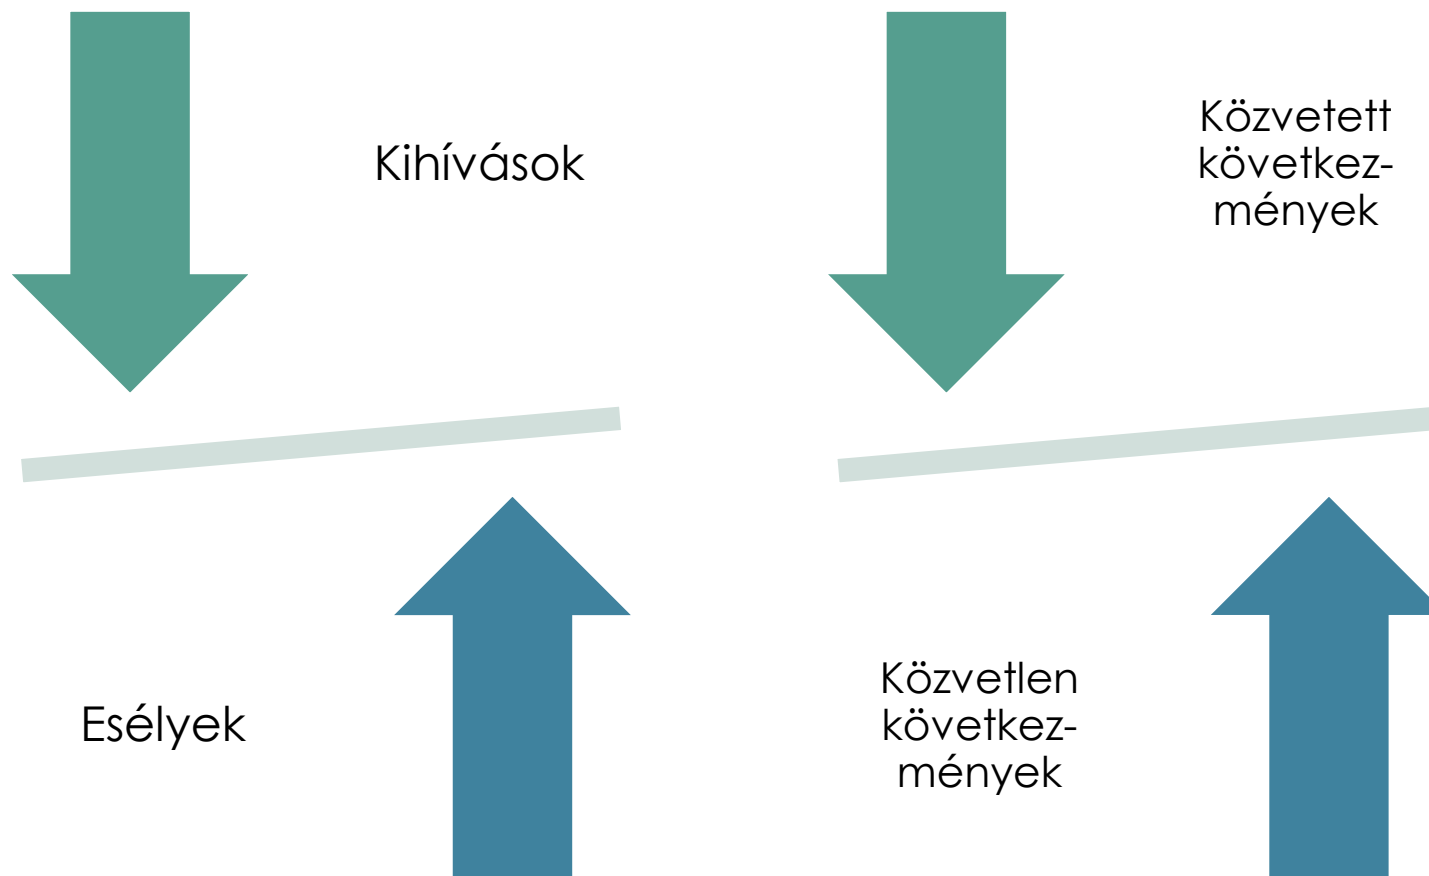 Kihívások
Közvetett
következ-
mények
Esélyek
Közvetlen
következ-
mények